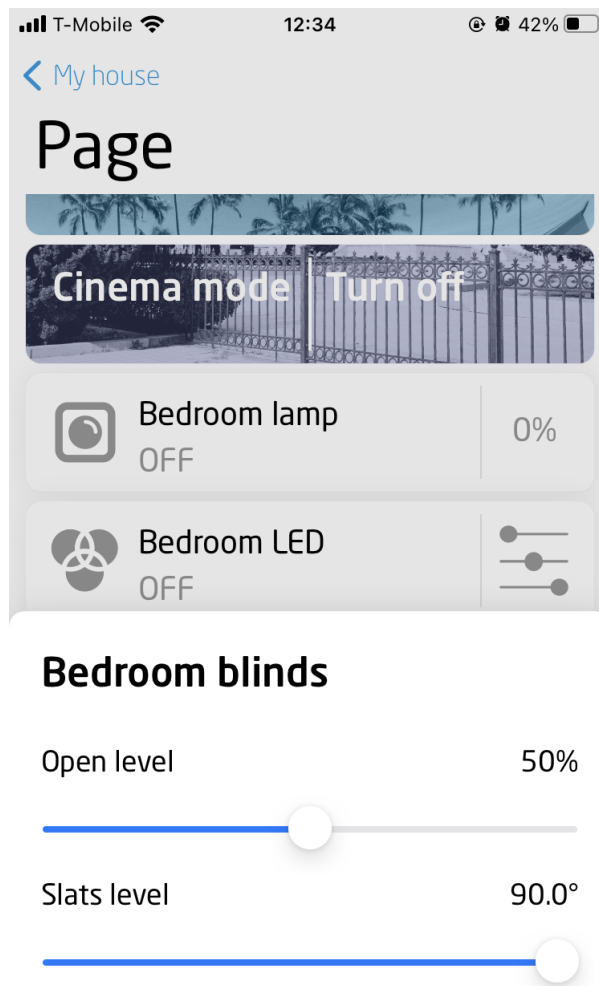 T-Mobile 12:34 42%
My house
Page
Cinema mode Turn off
Bedroom lamp
OFF
0%
Bedroom LED
OFF
Bedroom blinds
Open level 50%
Slats level 90.0°